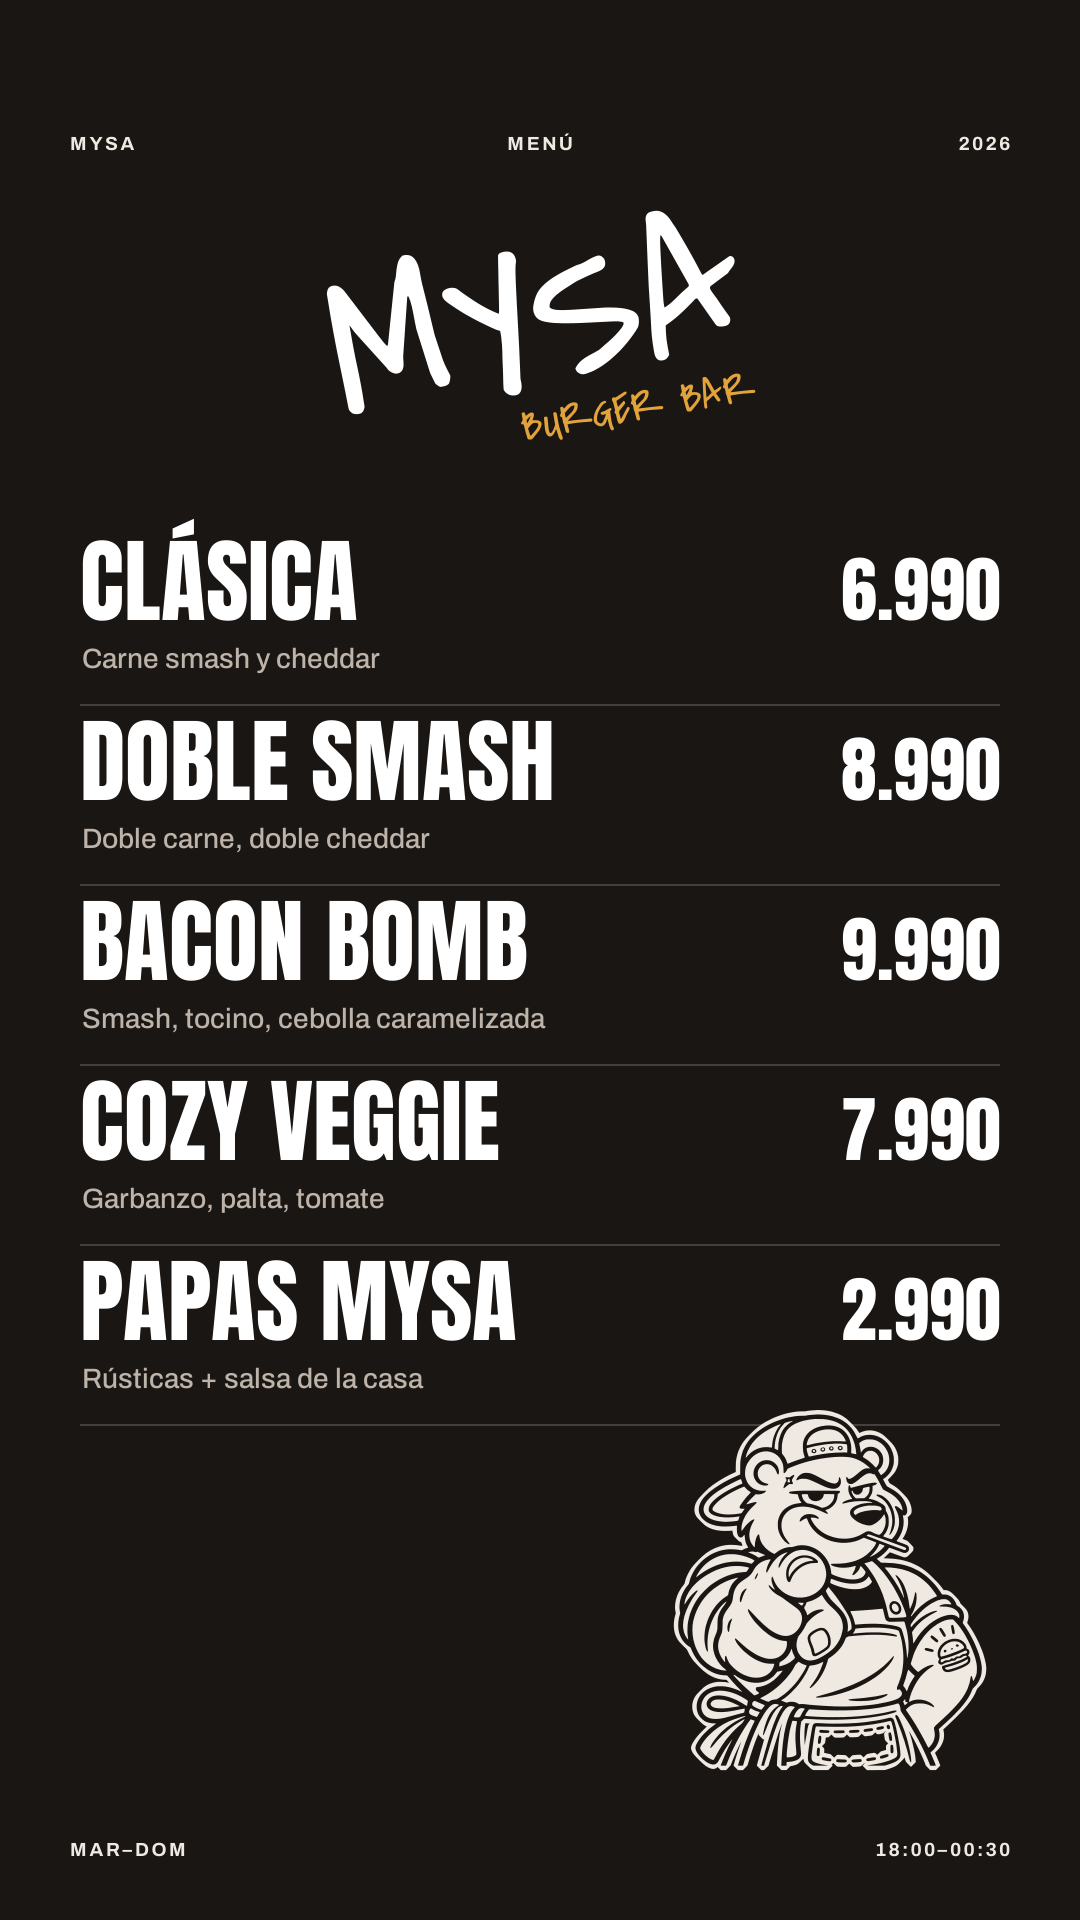 MYSA
MENÚ
2026
MYSA
BURGER BAR
CLÁSICA 6.990
Carne smash y cheddar
DOBLE SMASH 8.990
Doble carne, doble cheddar
BACON BOMB 9.990
Smash, tocino, cebolla caramelizada
COZY VEGGIE 7.990
Garbanzo, palta, tomate
PAPAS MYSA 2.990
Rústicas + salsa de la casa
MAR–DOM
18:00–00:30